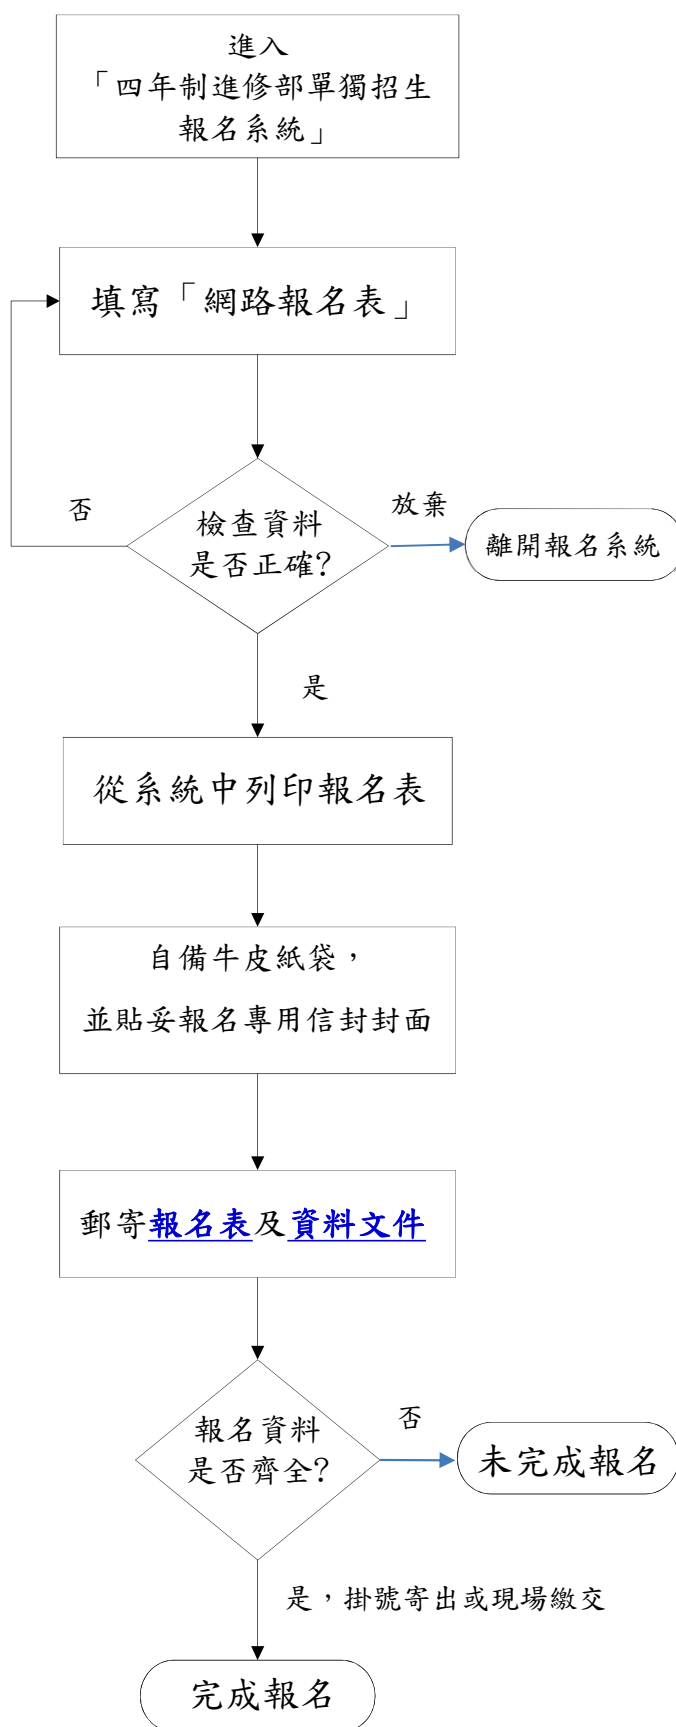 進入
「四年制進修部單獨招生
報名系統」
填寫「網路報名表」
否
檢查資料
是否正確?
放棄
離開報名系統
是
從系統中列印報名表
自備牛皮紙袋，
並貼妥報名專用信封封面
郵寄報名表及資料文件
報名資料
是否齊全?
否
未完成報名
是，掛號寄出或現場繳交
完成報名